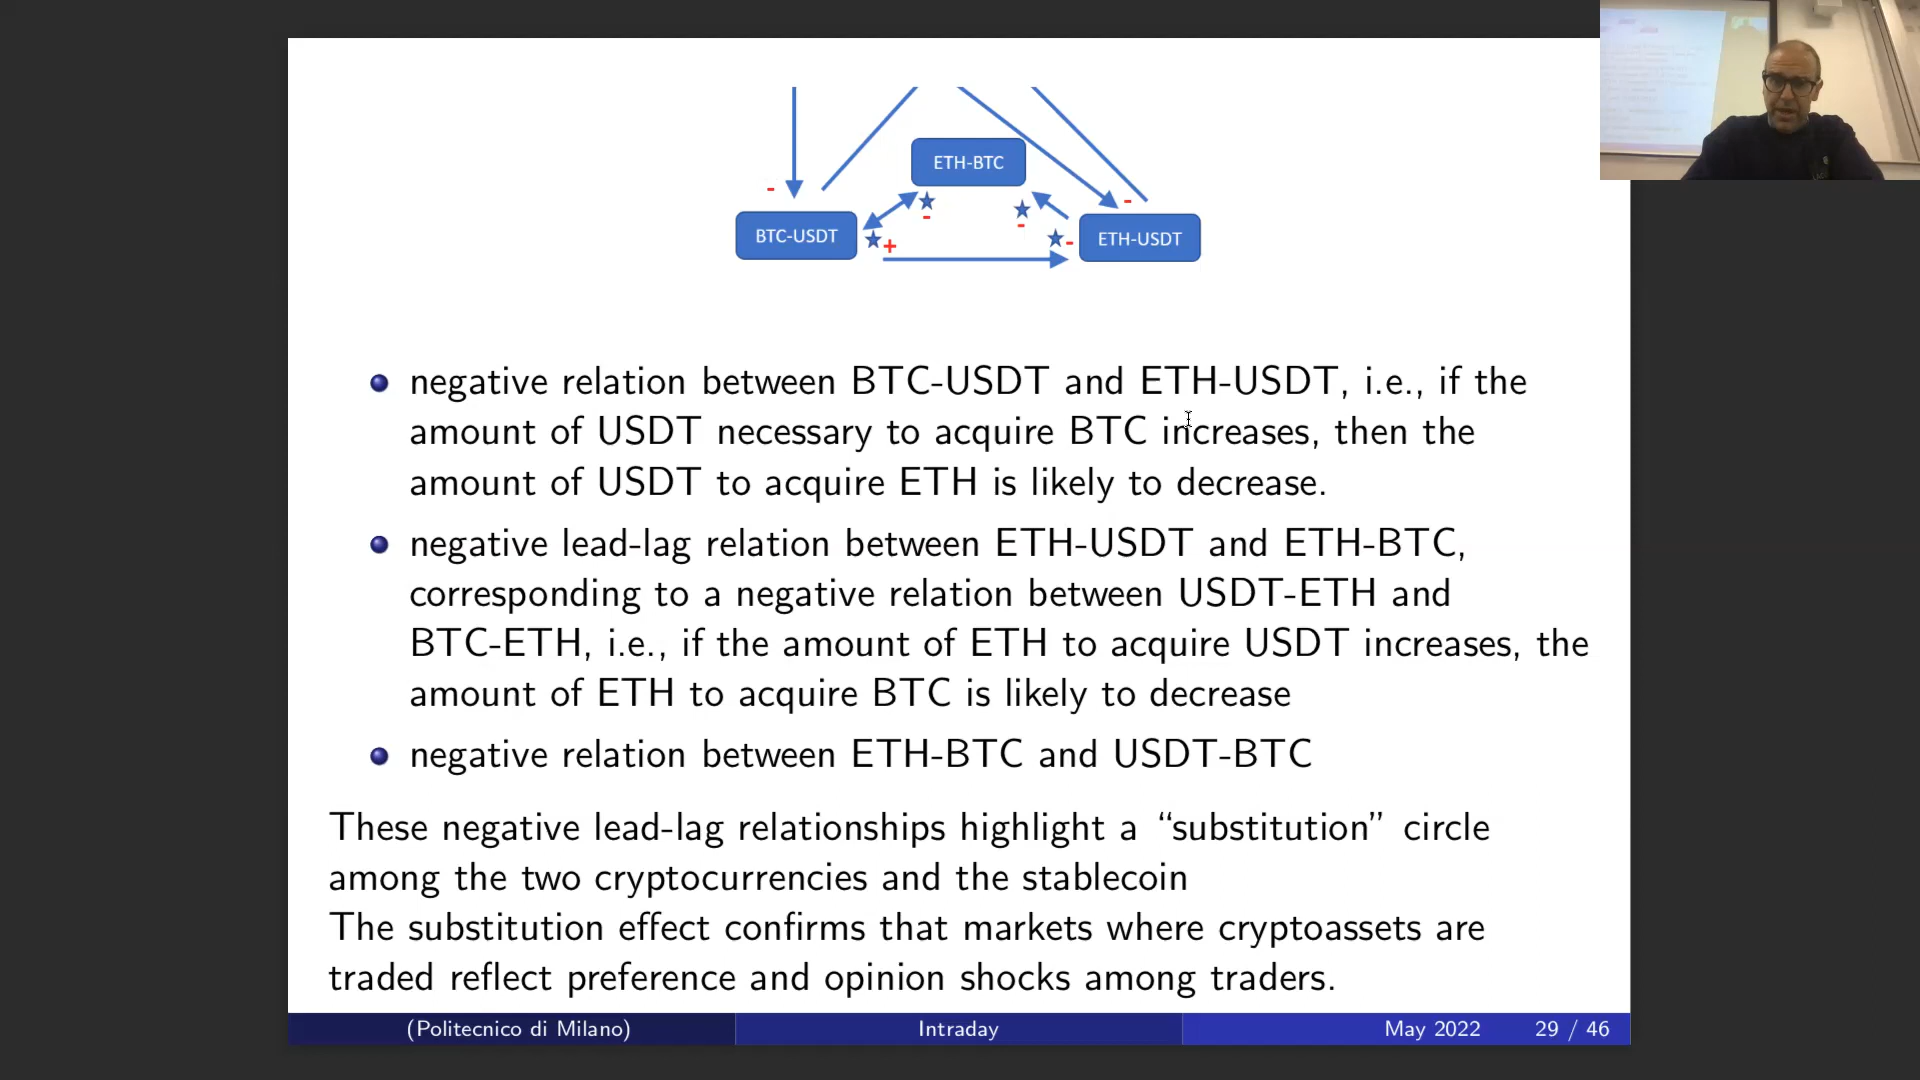 ETH-BTC
-
-
BTC-USDT
-
-
+
-
ETH-USDT
negative relation between BTC-USDT and ETH-USDT, i.e., if the
amount of USDT necessary to acquire BTC increases, then the
amount of USDT to acquire ETH is likely to decrease.
negative lead-lag relation between ETH-USDT and ETH-BTC,
corresponding to a negative relation between USDT-ETH and
BTC-ETH, i.e., if the amount of ETH to acquire USDT increases, the
amount of ETH to acquire BTC is likely to decrease
negative relation between ETH-BTC and USDT-BTC
These negative lead-lag relationships highlight a “substitution” circle
among the two cryptocurrencies and the stablecoin
The substitution effect confirms that markets where cryptoassets are
traded reflect preference and opinion shocks among traders.
(Politecnico di Milano) Intraday May 2022 29 / 46